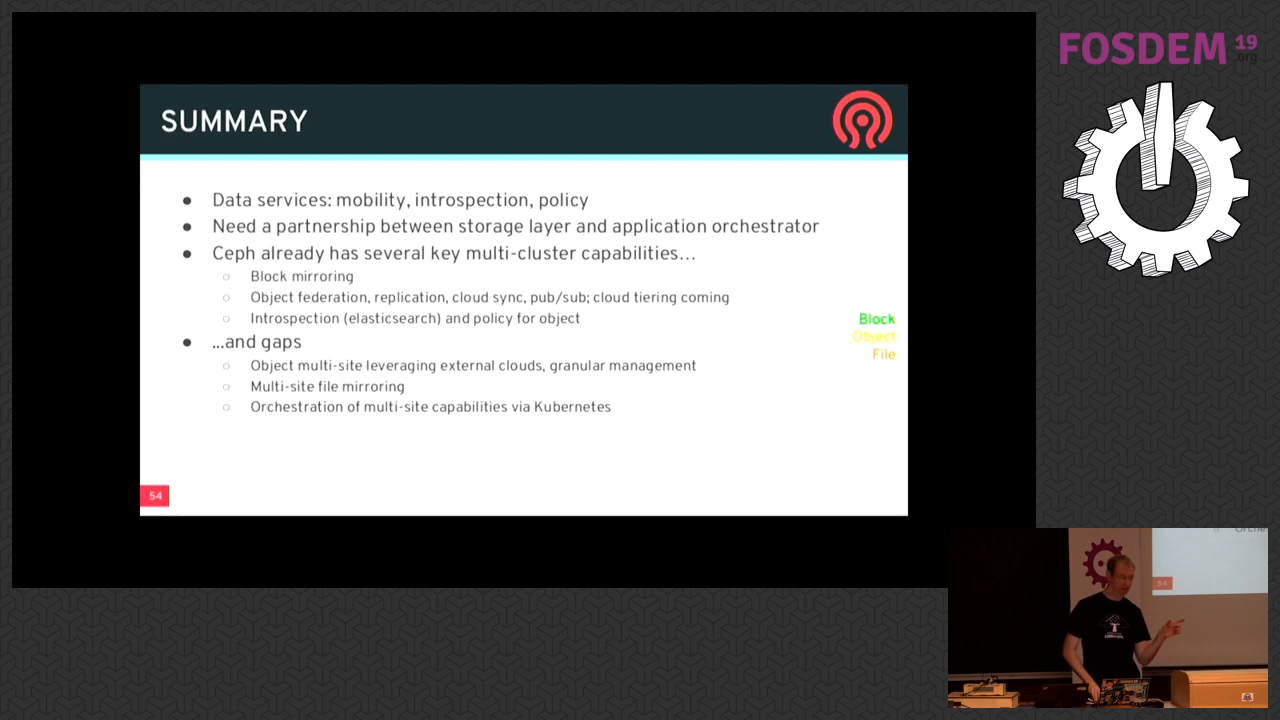 FOSDEM 19
.org
SUMMARY
● Data services: mobility, introspection, policy
● Need a partnership between storage layer and application orchestrator
● Ceph already has several key multi-cluster capabilities…
○ Block mirroring
○ Object federation, replication, cloud sync, pub/sub; cloud tiering coming
○ Introspection (elasticsearch) and policy for object
Block
Object
File
● ...and gaps
○ Object multi-site leveraging external clouds, granular management
○ Multi-site file mirroring
○ Orchestration of multi-site capabilities via Kubernetes
54
54